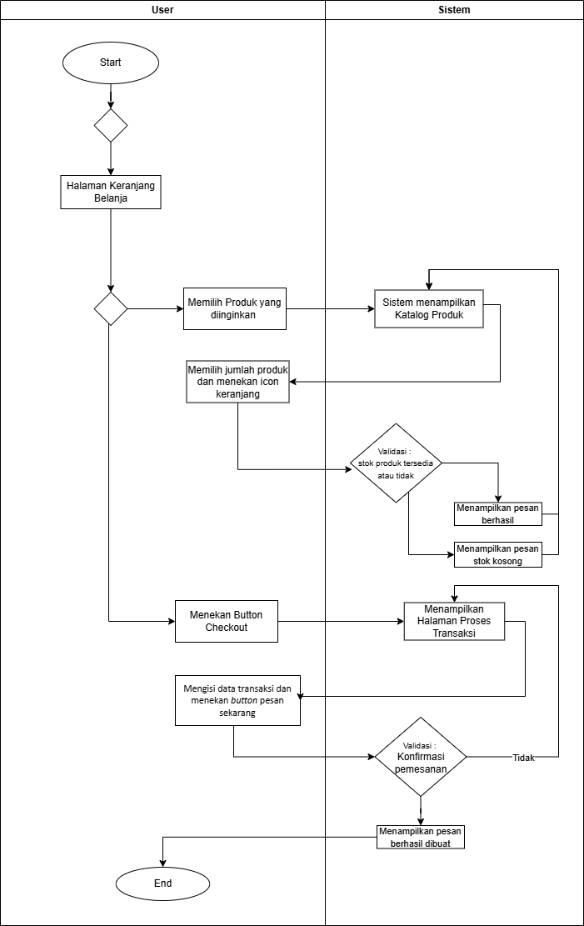 User
Sistem
Start
Halaman Keranjang
Belanja
Memilih Produk yang
diinginkan
Sistem menampilkan
Katalog Produk
Memilih jumlah produk
dan menekan icon
keranjang
Validasi :
stok produk tersedia
atau tidak
Menampilkan pesan
berhasil
Menampilkan pesan
stok kosong
Menekan Button
Checkout
Menampilkan
Halaman Proses
Transaksi
Mengisi data transaksi dan
menekan button pesan
sekarang
Validasi :
Konfirmasi
pemesanan
Tidak
Menampilkan pesan
berhasil dibuat
End